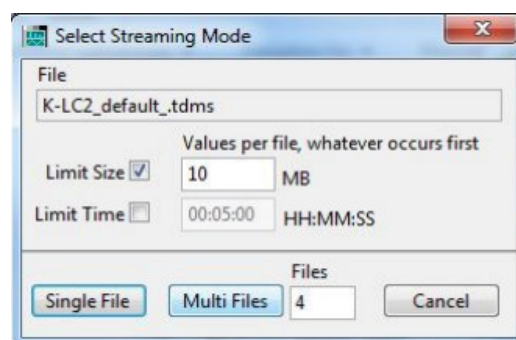 Select Streaming Mode
File
K-LC2_default_.tdms
Values per file, whatever occurs first
Limit Size 10 MB
Limit Time 00:05:00 HH:MM:SS
Files
Single File Multi Files 4 Cancel